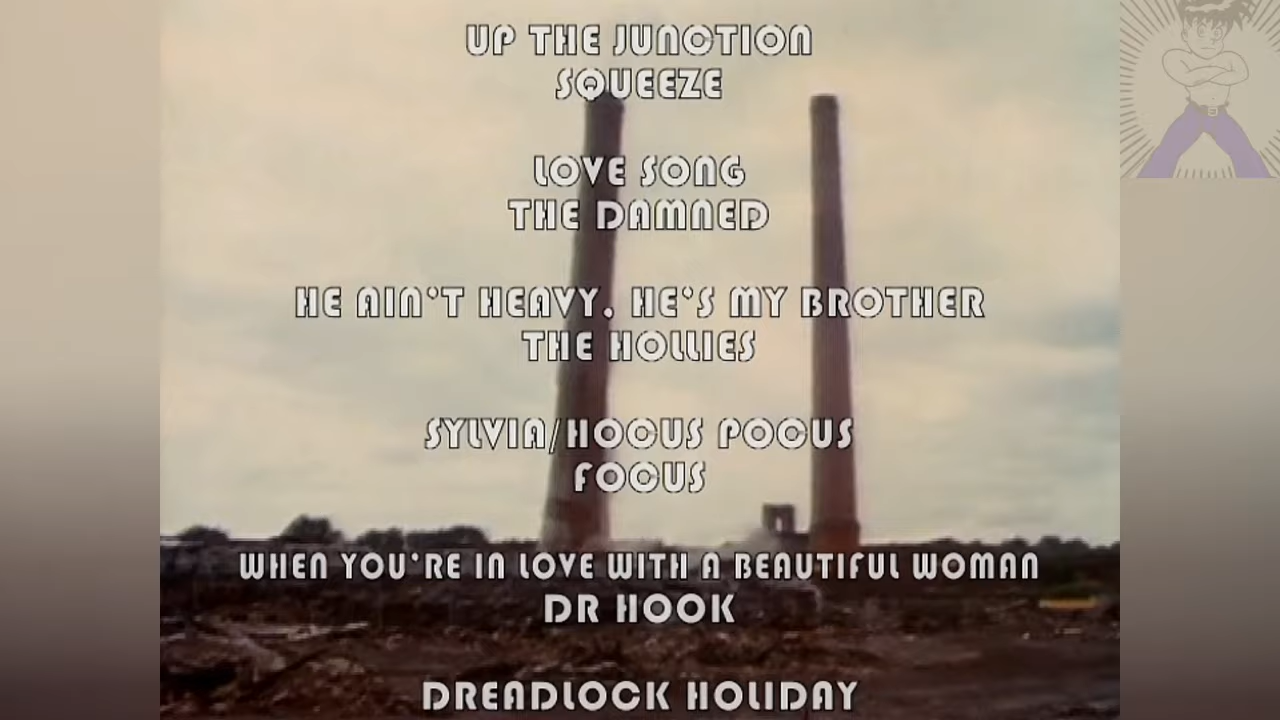 UP THE JUNCTION
SQUEEZE
LOVE SONG
THE DAMNED
HE AIN'T HEAVY, HE'S MY BROTHER
THE HOLLIES
SYLVIA/HOCUS POCUS
FOCUS
WHEN YOU'RE IN LOVE WITH A BEAUTIFUL WOMAN
DR HOOK
DREADLOCK HOLIDAY